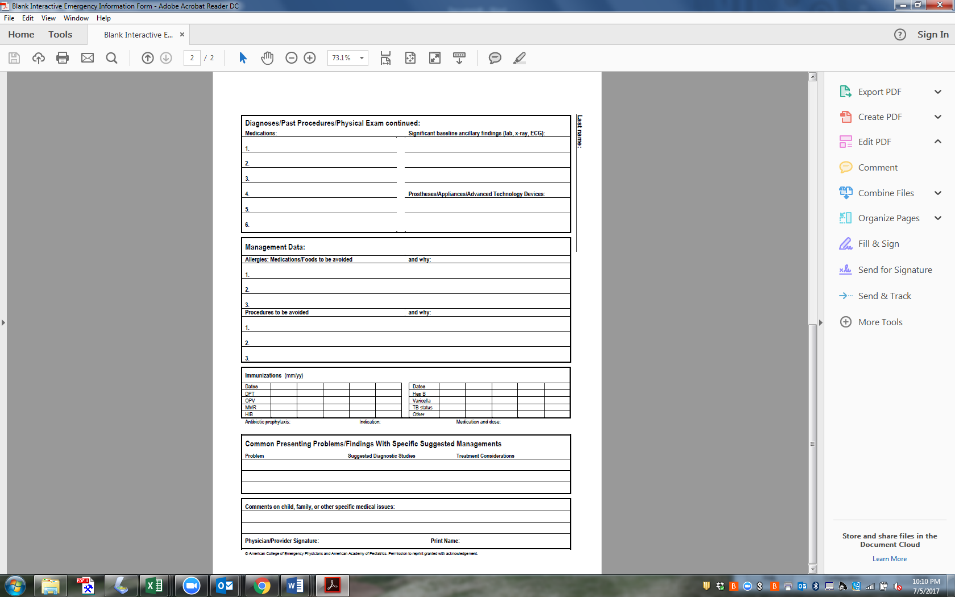 Blank Interactive Emergency Information Form - Adobe Acrobat Reader DC
File Edit View Window Help
Home Tools Blank Interactive E... × Sign In
2 / 2 73.1%
Export PDF
Create PDF
Edit PDF
Comment
Combine Files
Organize Pages
Fill & Sign
Send for Signature
Send & Track
More Tools
Store and share files in the
Document Cloud
Learn More
Last name:
Diagnoses/Past Procedures/Physical Exam continued:
Medications: Significant baseline ancillary findings (lab, x-ray, ECG):
1.
2.
3.
4. Prostheses/Appliances/Advanced Technology Devices:
5.
6.
Management Data:
Allergies: Medications/Foods to be avoided and why:
1.
2.
3.
Procedures to be avoided and why:
1.
2.
3.
Immunizations (mm/yy)
Dates Dates
DPT Hep B
OPV Varicella
MMR TB status
HIB Other
Antibiotic prophylaxis: Indication: Medication and dose:
Common Presenting Problems/Findings With Specific Suggested Managements
Problem Suggested Diagnostic Studies Treatment Considerations
Comments on child, family, or other specific medical issues:
Physician/Provider Signature: Print Name:
© American College of Emergency Physicians and American Academy of Pediatrics. Permission to reprint granted with acknowledgement.
10:19 PM
7/5/2017